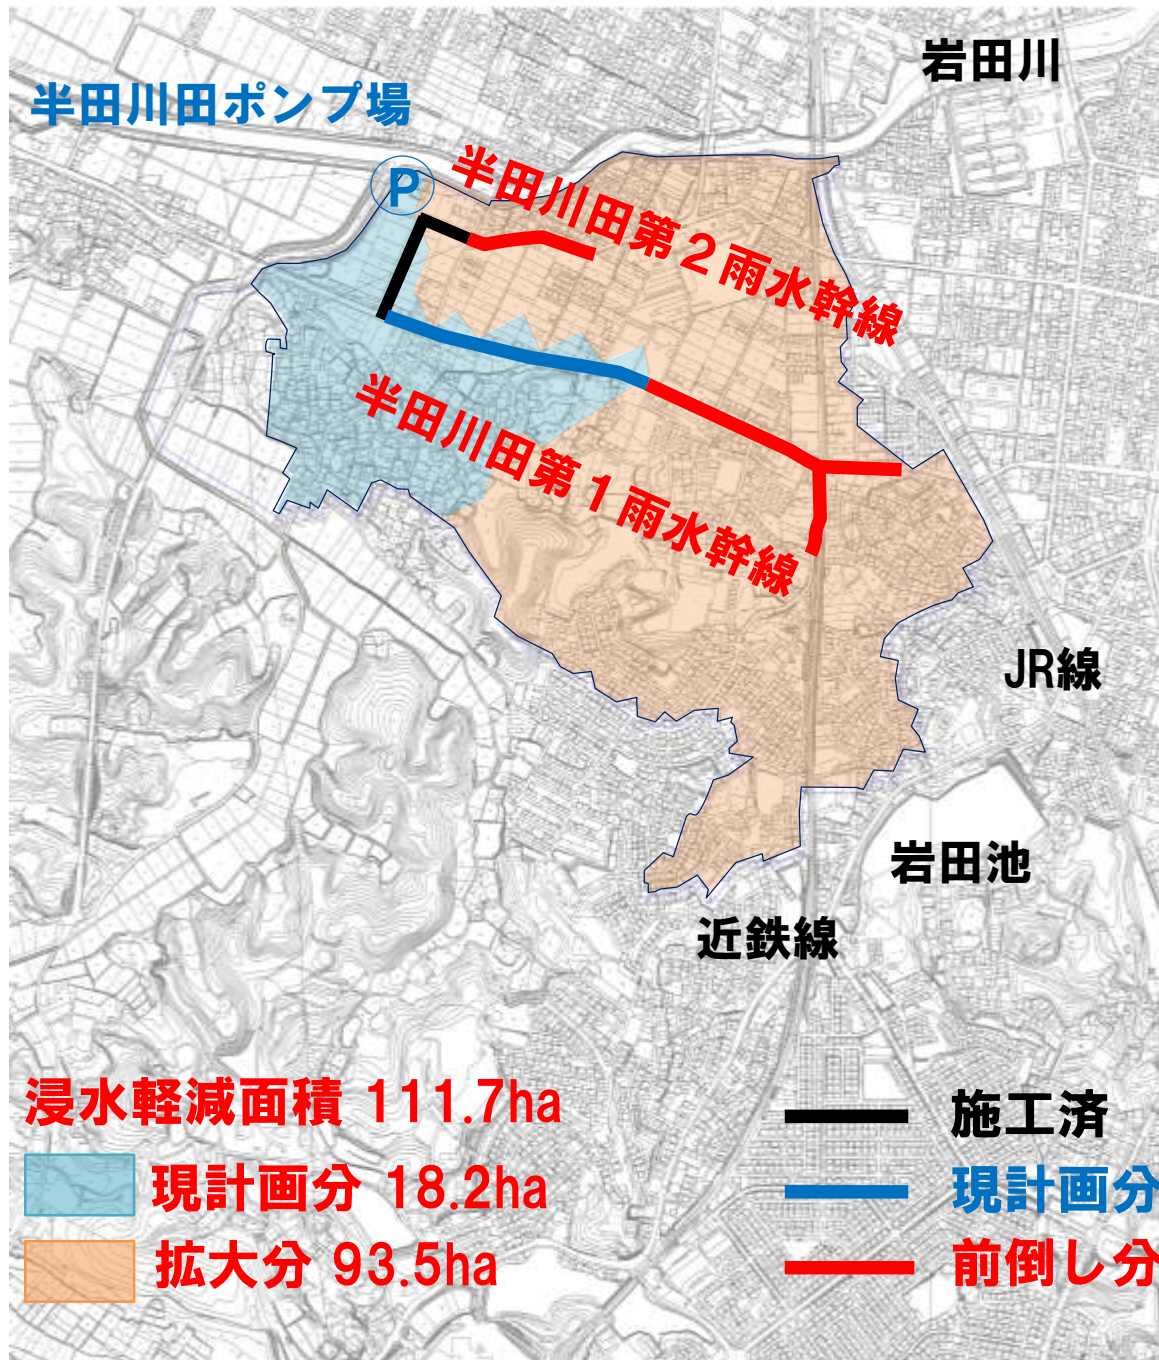 岩田川
半田川田ポンプ場
P
半田川田第２雨水幹線
半田川田第１雨水幹線
JR線
岩田池
近鉄線
浸水軽減面積 111.7ha
現計画分 18.2ha
拡大分 93.5ha
施工済
現計画分
前倒し分